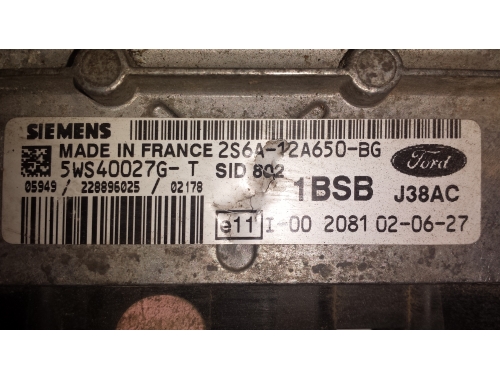 SIEMENS
MADE IN FRANCE 2S6A-12A650-BG
5WS40027G-T SID 802
Ford
05949 / 228896025 / 02178
1BSB J38AC
e11 I-00 2081 02-06-27